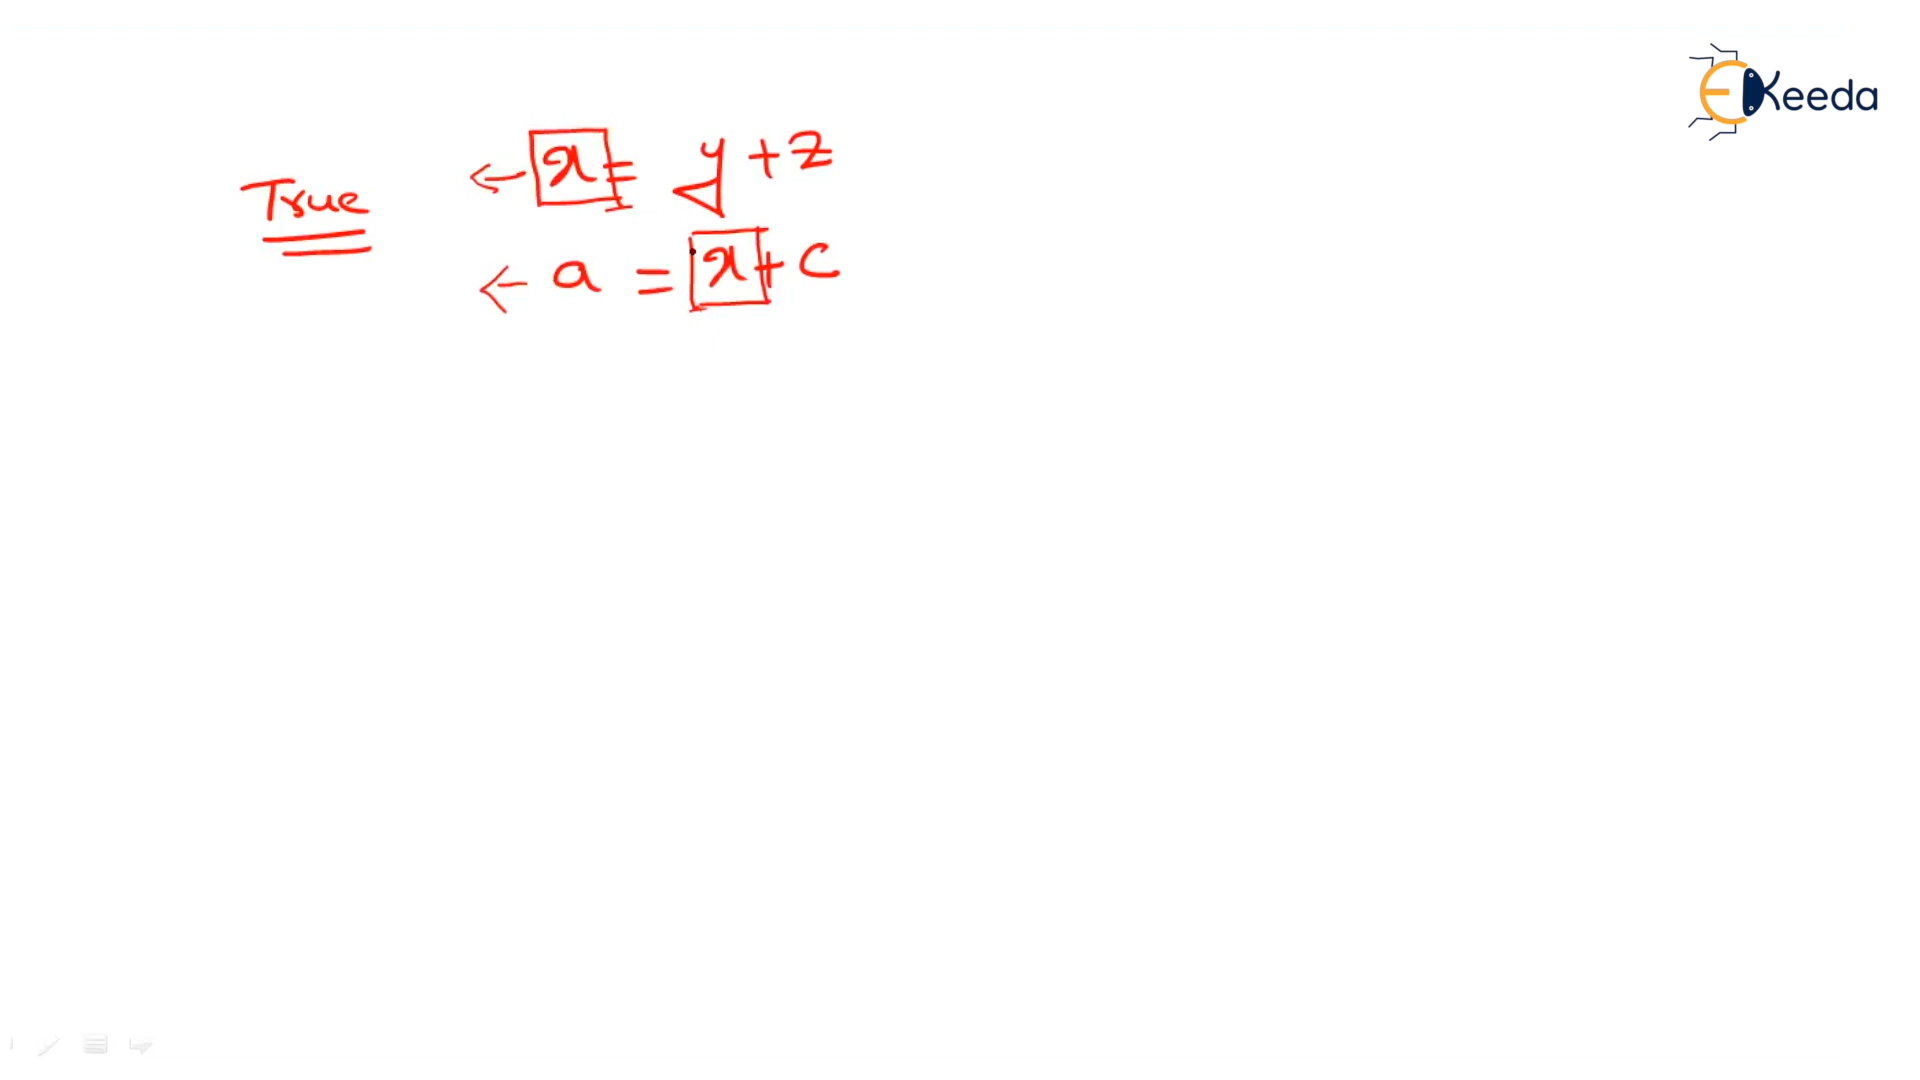 EKeeda
True
x = y + z
a = x + c